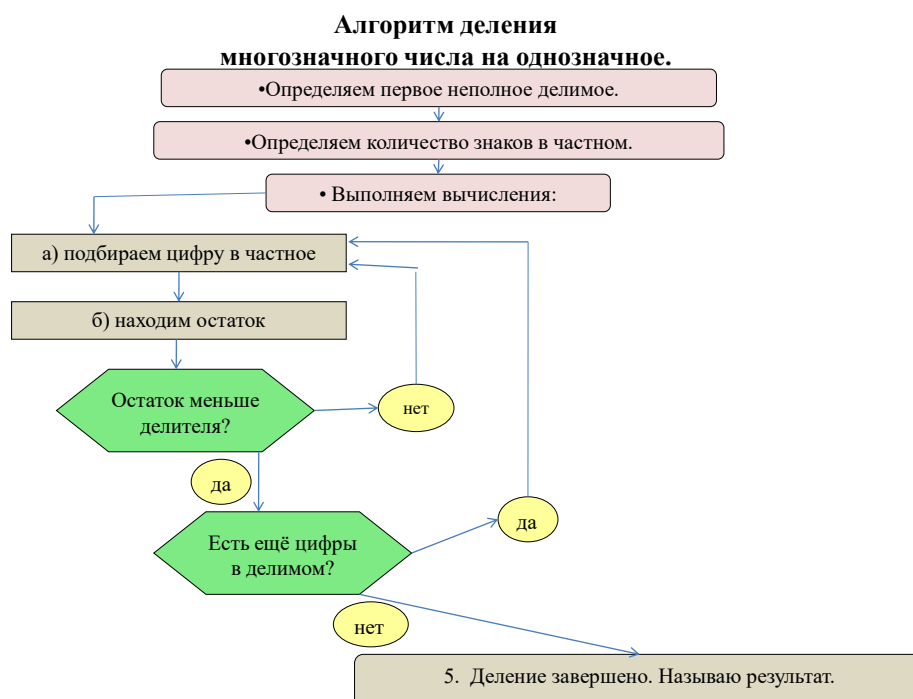 Алгоритм деления
многозначного числа на однозначное.
•Определяем первое неполное делимое.
•Определяем количество знаков в частном.
• Выполняем вычисления:
а) подбираем цифру в частное
б) находим остаток
Остаток меньше
делителя?
нет
да
Есть ещё цифры
в делимом?
да
нет
5. Деление завершено. Называю результат.